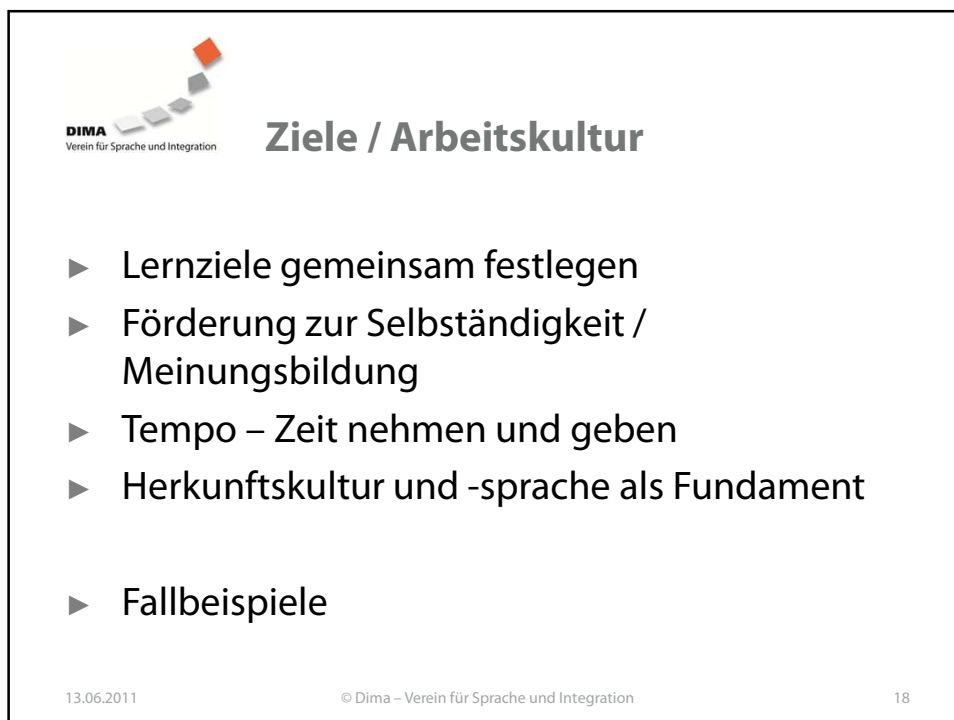 DIMA
Verein für Sprache und Integration
Ziele / Arbeitskultur
► Lernziele gemeinsam festlegen
► Förderung zur Selbständigkeit /
Meinungsbildung
► Tempo – Zeit nehmen und geben
► Herkunftskultur und -sprache als Fundament
► Fallbeispiele
13.06.2011 © Dima – Verein für Sprache und Integration 18